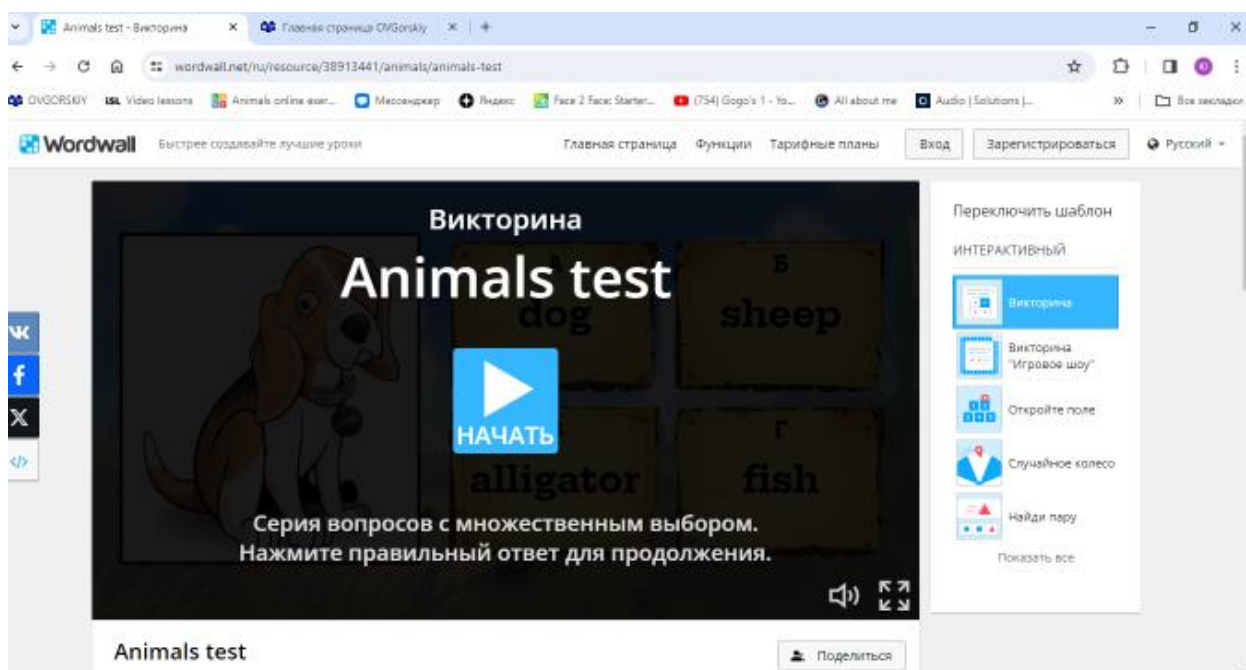 Animals test - Викторина
Главная страница OVGorskiy
wordwall.net/ru/resource/38913441/animals/animals-test
OVGORSKIY
ISL Video lessons
Animals online exer...
Мессенджер
Яндекс
Face 2 Face: Starter...
(754) Gogo's 1 - Yo...
All about me
Audio | Solutions |...
Все закладки
Wordwall
Быстрее создавайте лучшие уроки
Главная страница
Функции
Тарифные планы
Вход
Зарегистрироваться
Русский
Викторина
Animals test
А
dog
Б
sheep
НАЧАТЬ
alligator
Г
fish
Серия вопросов с множественным выбором.
Нажмите правильный ответ для продолжения.
Переключить шаблон
ИНТЕРАКТИВНЫЙ
Викторина
Викторина
"Игровое шоу"
Откройте поле
Случайное колесо
Найди пару
Показать все
Animals test
Поделиться